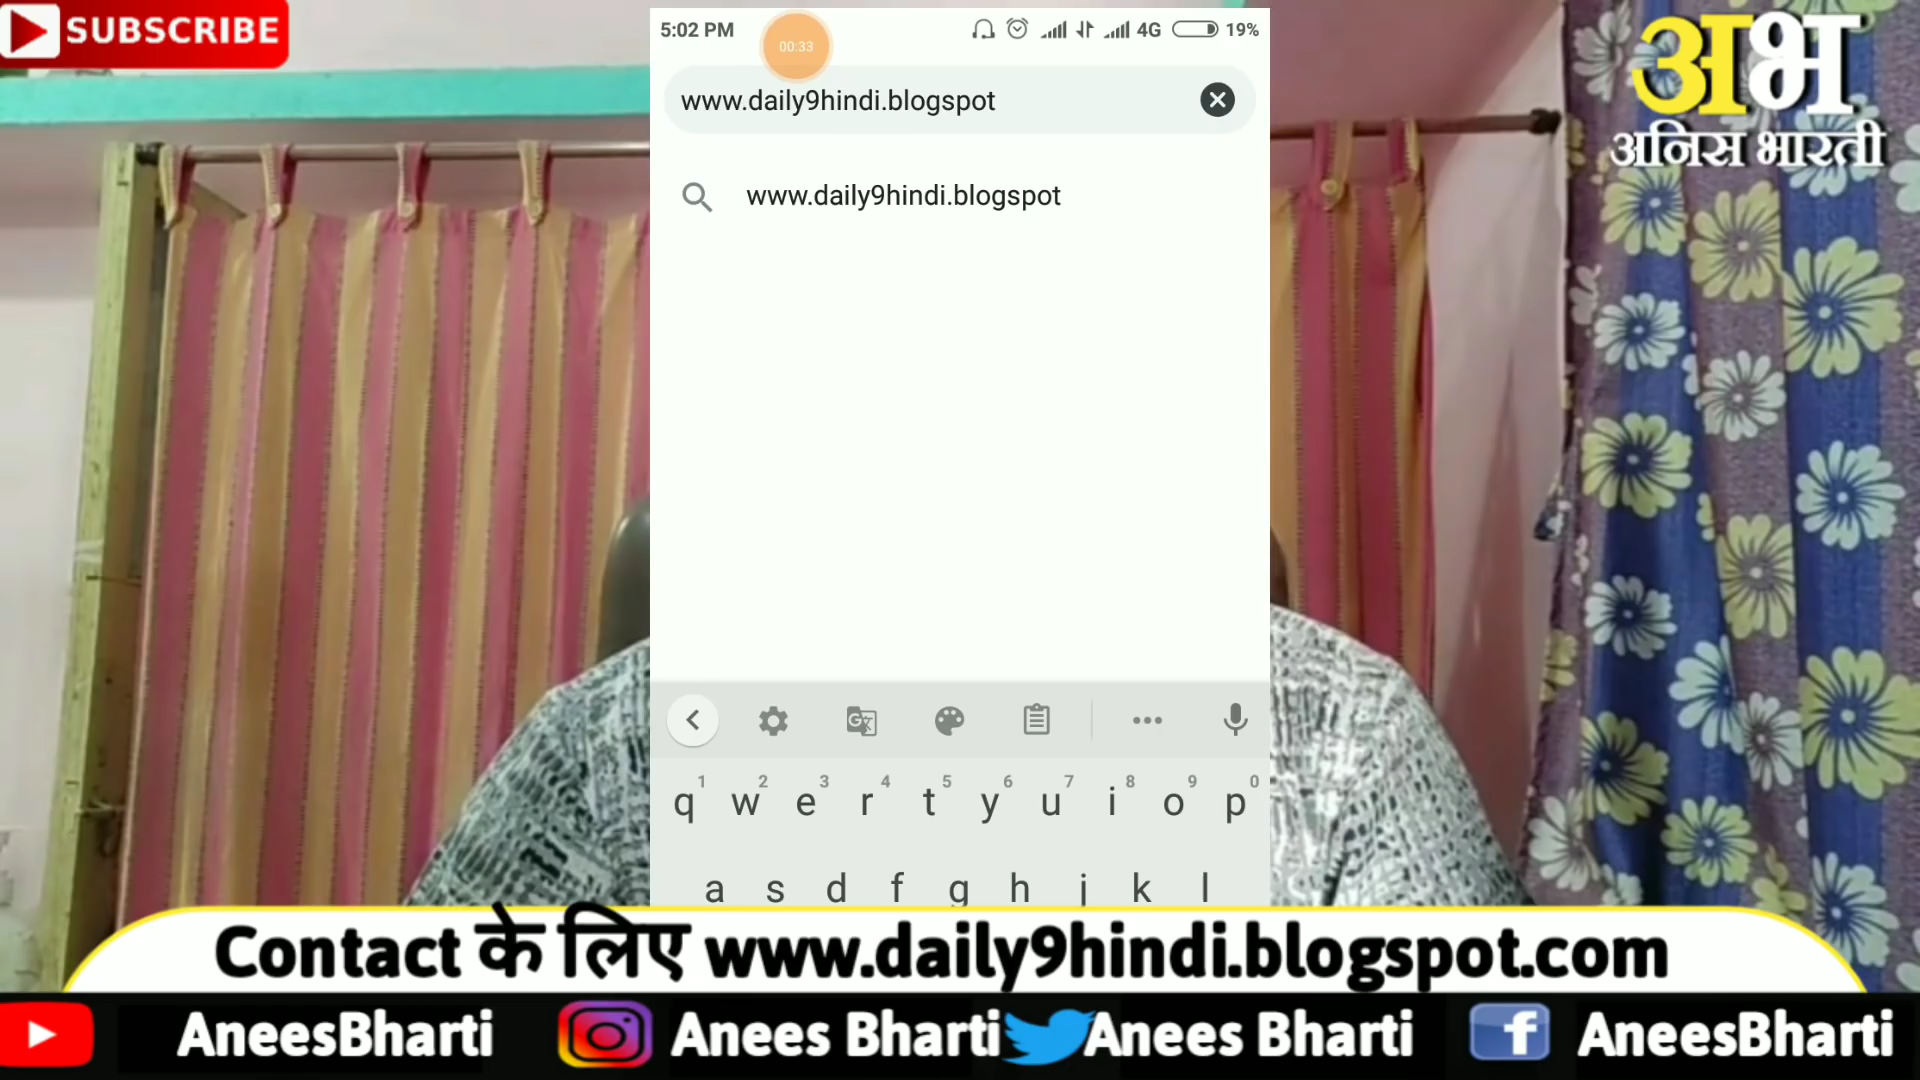 SUBSCRIBE
5:02 PM
00:33
4G
19%
अभ
अनिस भारती
www.daily9hindi.blogspot
www.daily9hindi.blogspot
1 2 3 4 5 6 7 8 9 0
q w e r t y u i o p
a s d f g h j k l
Contact के लिए www.daily9hindi.blogspot.com
AneesBharti Anees Bharti Anees Bharti f AneesBharti